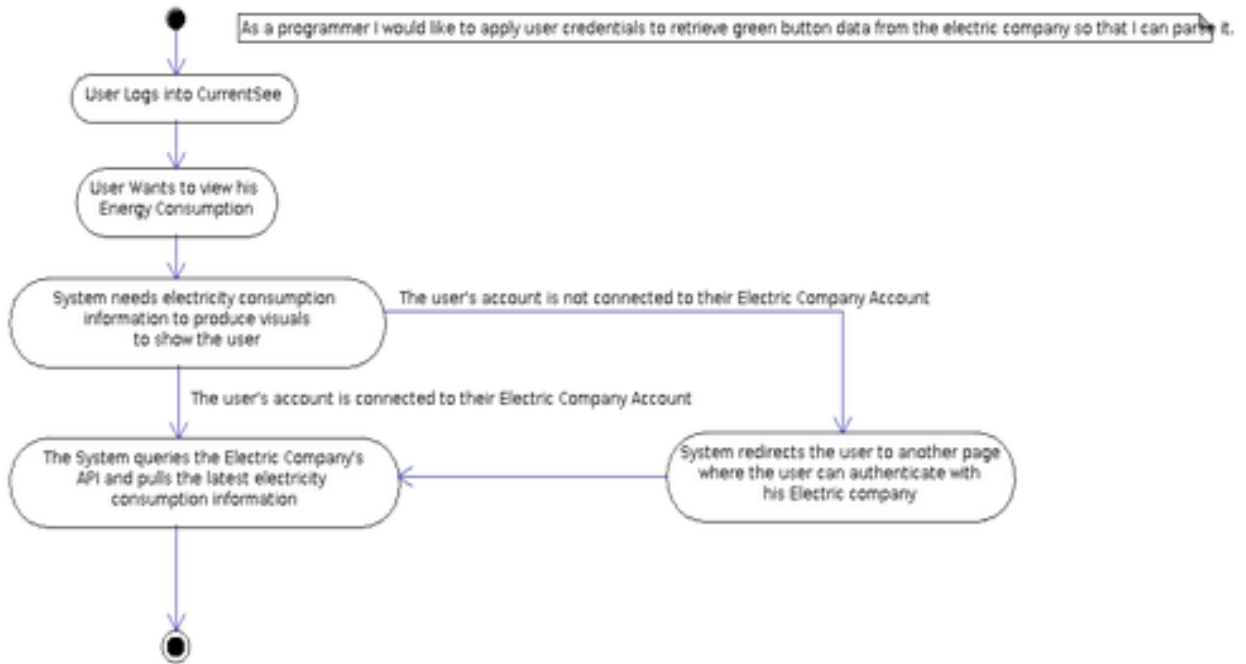 As a programmer I would like to apply user credentials to retrieve green button data from the electric company so that I can parse it.
User Logs into CurrentSee
User Wants to view his
Energy Consumption
System needs electricity consumption
information to produce visuals
to show the user
The user's account is not connected to their Electric Company Account
The user's account is connected to their Electric Company Account
The System queries the Electric Company's
API and pulls the latest electricity
consumption information
System redirects the user to another page
where the user can authenticate with
his Electric company